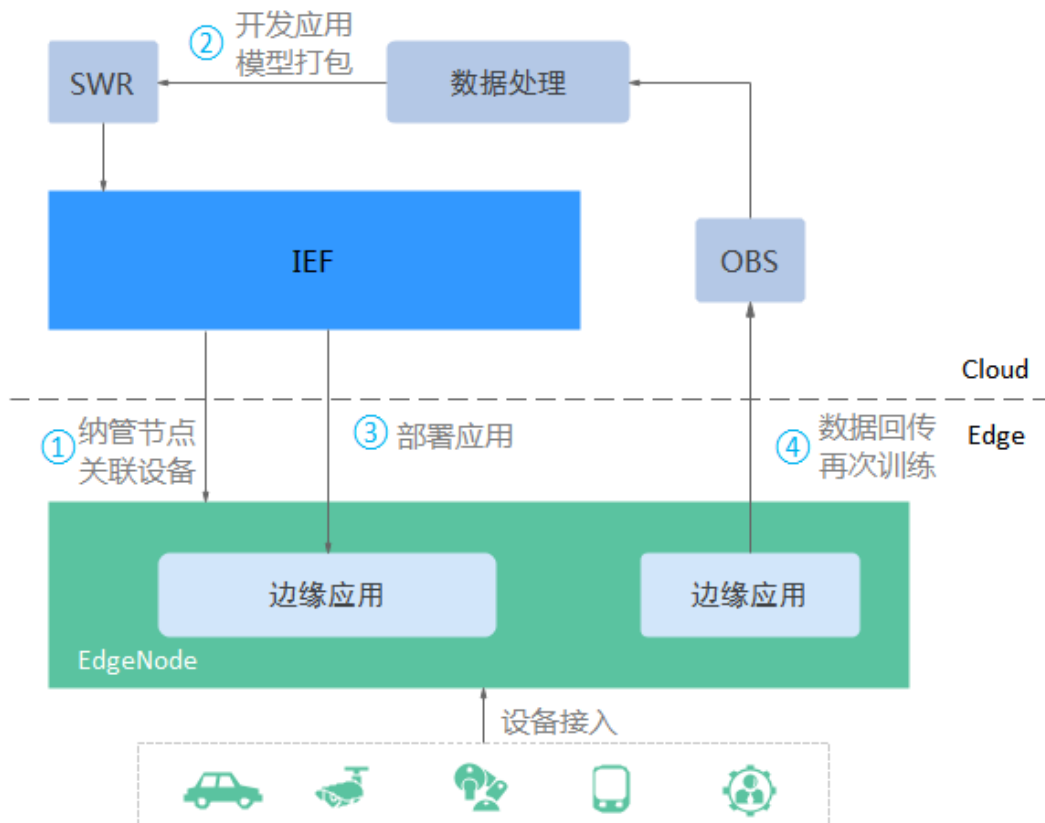 ② 开发应用
模型打包
SWR
数据处理
IEF
OBS
Cloud
Edge
① 纳管节点
关联设备
③ 部署应用
④ 数据回传
再次训练
边缘应用
边缘应用
EdgeNode
设备接入